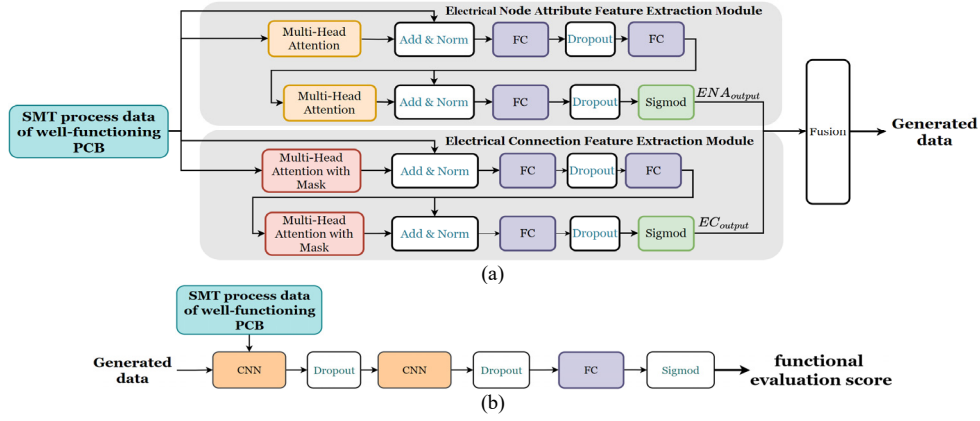 Electrical Node Attribute Feature Extraction Module
Multi-Head
Attention
Add & Norm
FC
Dropout
FC
Multi-Head
Attention
Add & Norm
FC
Dropout
Sigmod
ENAoutput
SMT process data
of well-functioning
PCB
Fusion
Generated
data
Electrical Connection Feature Extraction Module
Multi-Head
Attention with
Mask
Add & Norm
FC
Dropout
FC
Multi-Head
Attention with
Mask
Add & Norm
FC
Dropout
Sigmod
ECoutput
(a)
SMT process data
of well-functioning
PCB
Generated
data
CNN
Dropout
CNN
Dropout
FC
Sigmod
functional
evaluation score
(b)